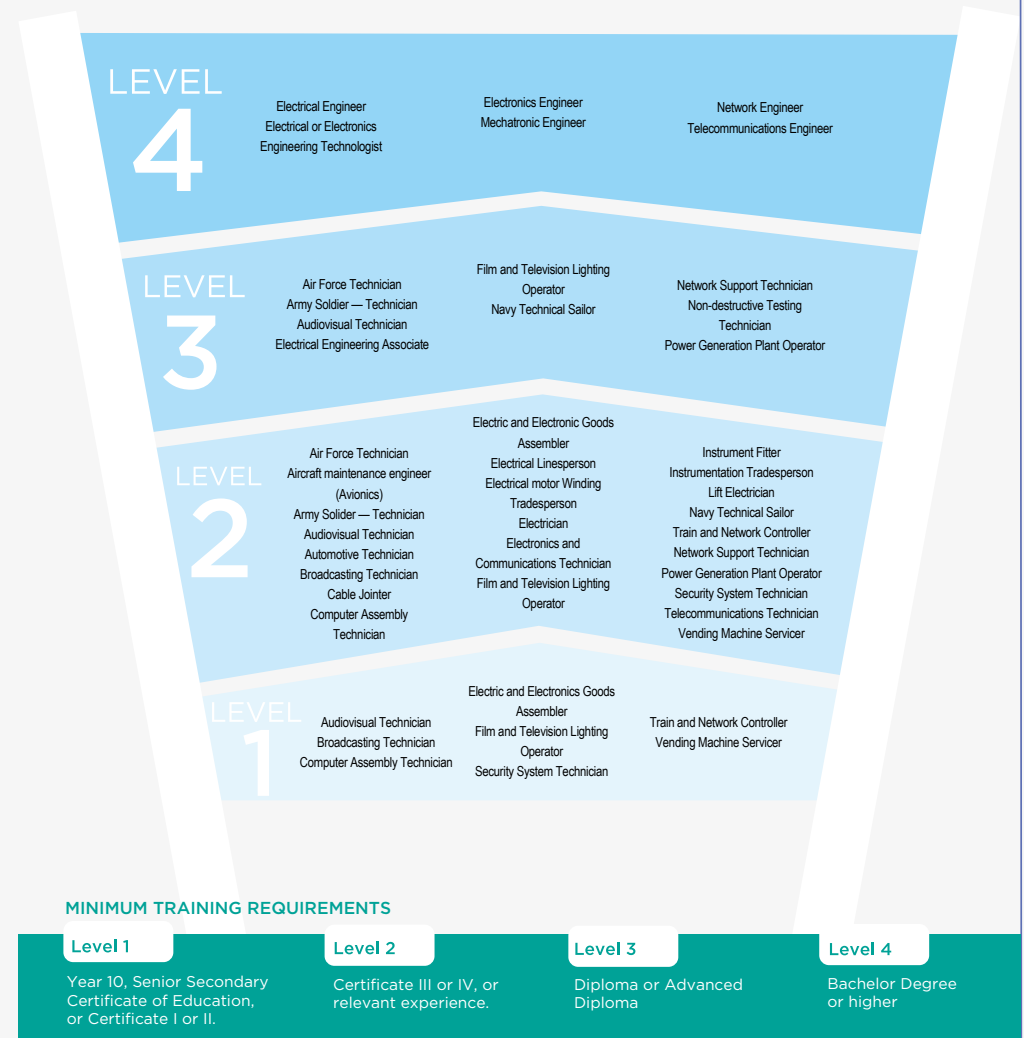 LEVEL
4
Electrical Engineer
Electrical or Electronics
Engineering Technologist
Electronics Engineer
Mechatronic Engineer
Network Engineer
Telecommunications Engineer
LEVEL
3
Air Force Technician
Army Soldier — Technician
Audiovisual Technician
Electrical Engineering Associate
Film and Television Lighting
Operator
Navy Technical Sailor
Network Support Technician
Non-destructive Testing
Technician
Power Generation Plant Operator
LEVEL
2
Air Force Technician
Aircraft maintenance engineer
(Avionics)
Army Solider — Technician
Audiovisual Technician
Automotive Technician
Broadcasting Technician
Cable Jointer
Computer Assembly
Technician
Electric and Electronic Goods
Assembler
Electrical Linesperson
Electrical motor Winding
Tradesperson
Electrician
Electronics and
Communications Technician
Film and Television Lighting
Operator
Instrument Fitter
Instrumentation Tradesperson
Lift Electrician
Navy Technical Sailor
Train and Network Controller
Network Support Technician
Power Generation Plant Operator
Security System Technician
Telecommunications Technician
Vending Machine Servicer
LEVEL
1
Audiovisual Technician
Broadcasting Technician
Computer Assembly Technician
Electric and Electronics Goods
Assembler
Film and Television Lighting
Operator
Security System Technician
Train and Network Controller
Vending Machine Servicer
MINIMUM TRAINING REQUIREMENTS
Level 1
Year 10, Senior Secondary
Certificate of Education,
or Certificate I or II.
Level 2
Certificate III or IV, or
relevant experience.
Level 3
Diploma or Advanced
Diploma
Level 4
Bachelor Degree
or higher